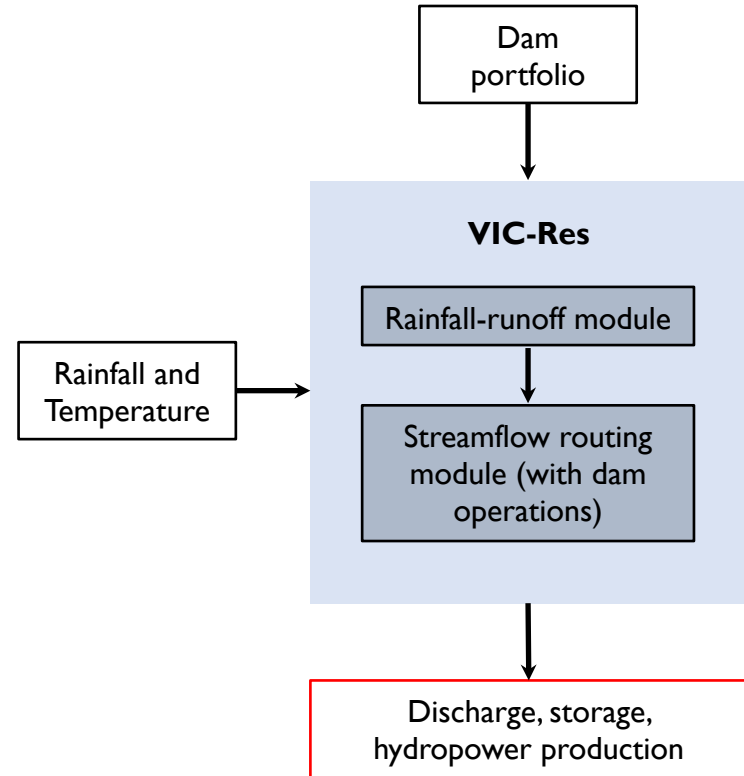 Dam
portfolio
VIC-Res
Rainfall-runoff module
Rainfall and
Temperature
Streamflow routing
module (with dam
operations)
Discharge, storage,
hydropower production